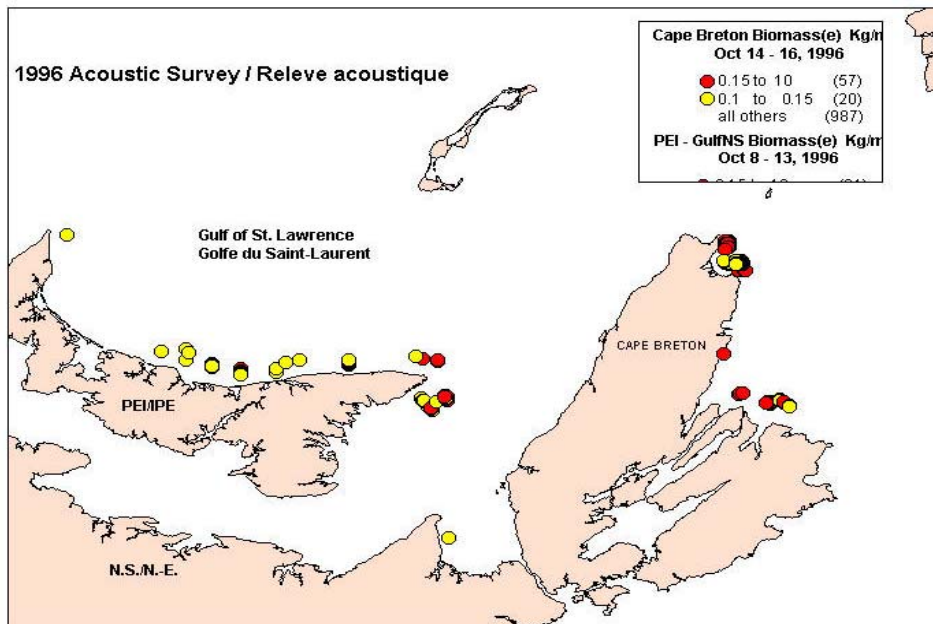 1996 Acoustic Survey / Releve acoustique
Cape Breton Biomass(e) Kg/m
Oct 14 - 16, 1996
0.15 to 10 (57)
0.1 to 0.15 (20)
all others (987)
PEI - GulfNS Biomass(e) Kg/m
Oct 8 - 13, 1996
Gulf of St. Lawrence
Golfe du Saint-Laurent
CAPE BRETON
PEI/IPE
N.S./N.-E.